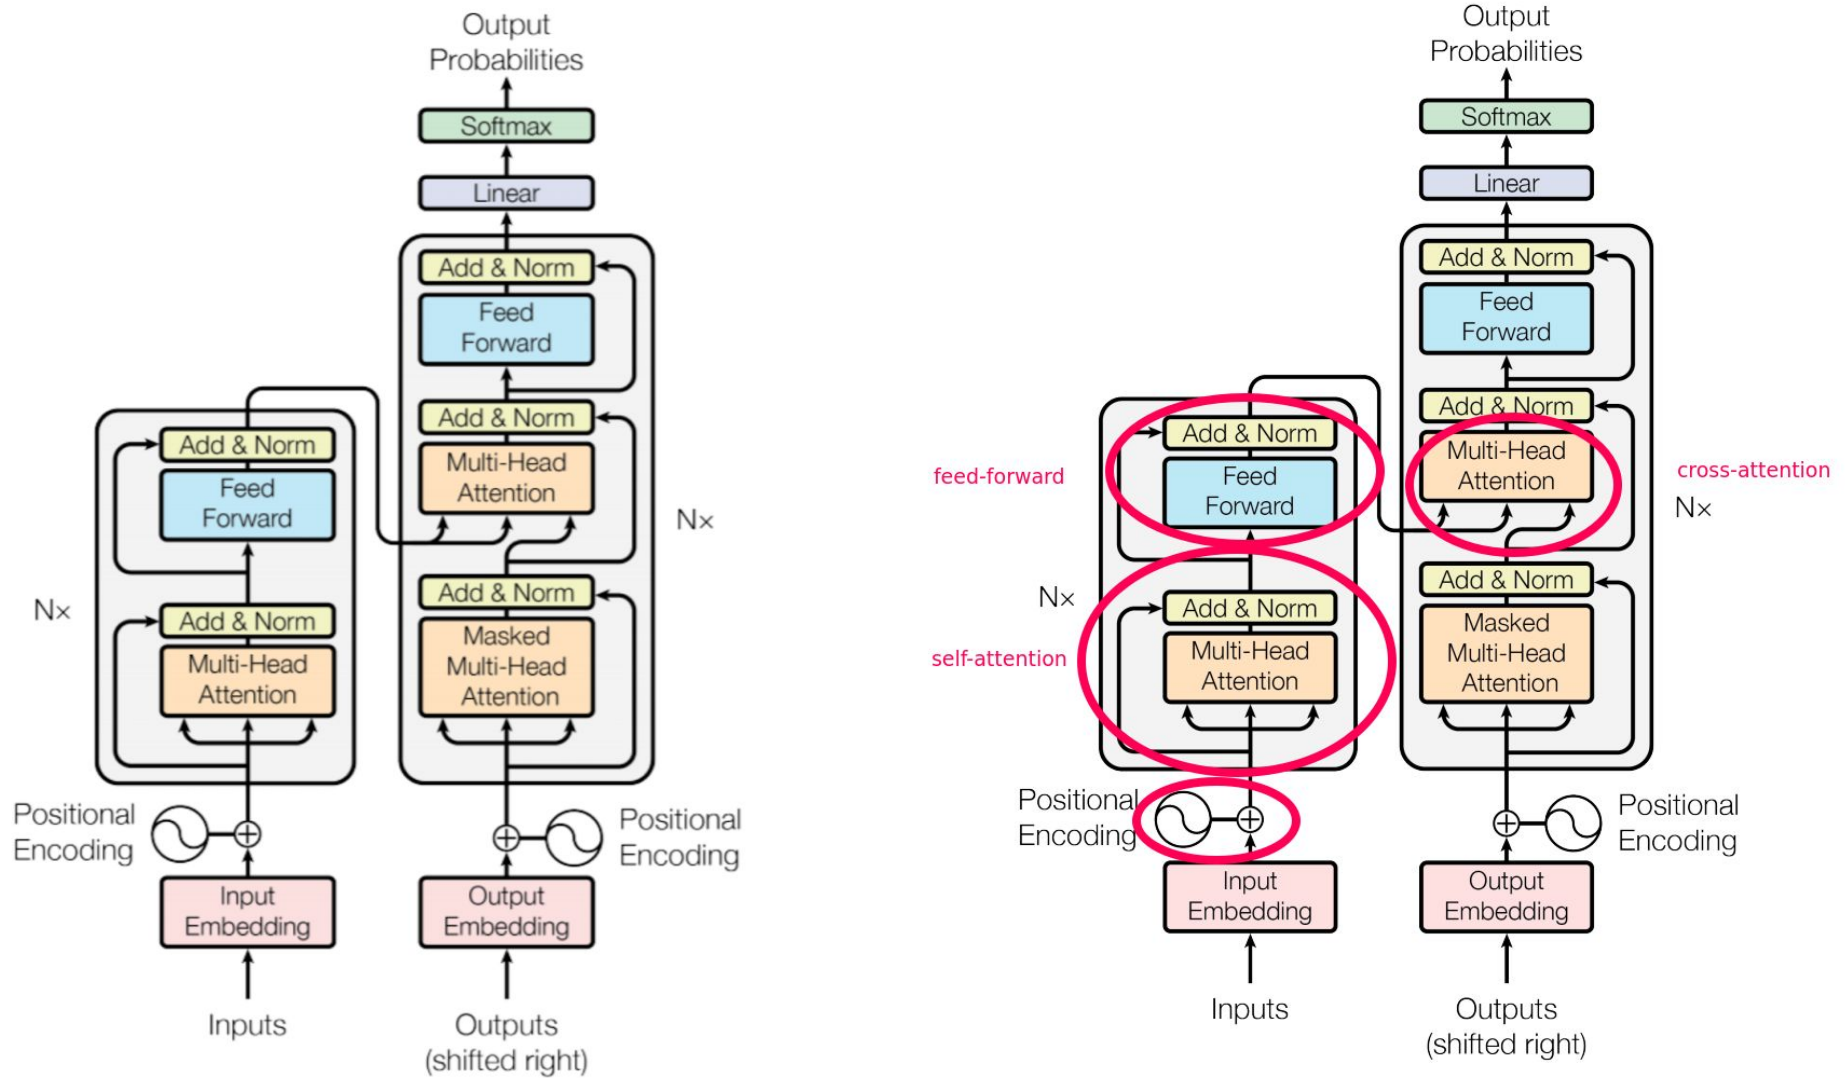 Output
Probabilities
Softmax
Linear
Add & Norm
Feed
Forward
Add & Norm
Multi-Head
Attention
Add & Norm
Masked
Multi-Head
Attention
Nx
Add & Norm
Feed
Forward
Add & Norm
Multi-Head
Attention
Nx
Positional
Encoding
Positional
Encoding
Input
Embedding
Output
Embedding
Inputs
Outputs
(shifted right)
Output
Probabilities
Softmax
Linear
Add & Norm
Feed
Forward
Add & Norm
Multi-Head
Attention
cross-attention
Nx
Add & Norm
Masked
Multi-Head
Attention
feed-forward
Add & Norm
Feed
Forward
Nx
self-attention
Add & Norm
Multi-Head
Attention
Positional
Encoding
Positional
Encoding
Input
Embedding
Output
Embedding
Inputs
Outputs
(shifted right)